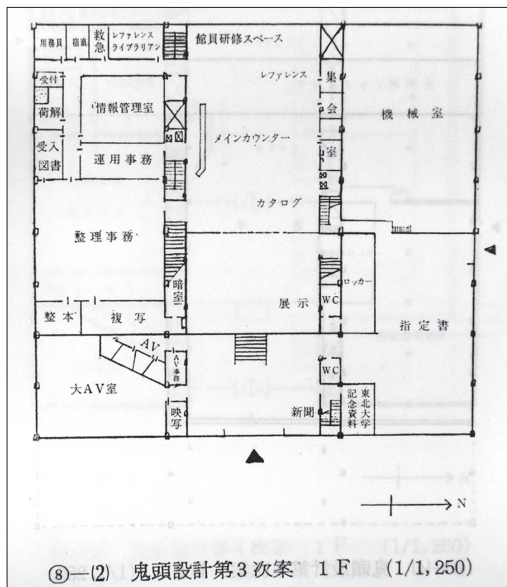 用務員
宿直
救急
レファレンス
ライブラリアン
館員研修スペース
受付
荷解
情報管理室
レファレンス
集会室
機械室
メインカウンター
受入
図書
運用事務
カタログ
整理事務
暗室
展示
ロッカー
WC
指定書
整本
複写
AV
AV事務
大AV室
WC
映写
新聞
東北大学
記念資料
N
⑧-(2) 鬼頭設計第3次案 1F (1/1,250)